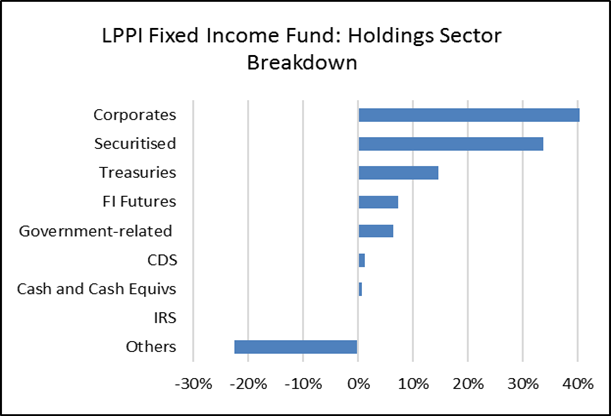 LPPI Fixed Income Fund: Holdings Sector
Breakdown
Corporates
Securitised
Treasuries
FI Futures
Government-related
CDS
Cash and Cash Equivs
IRS
Others
-30% -20% -10% 0% 10% 20% 30% 40%